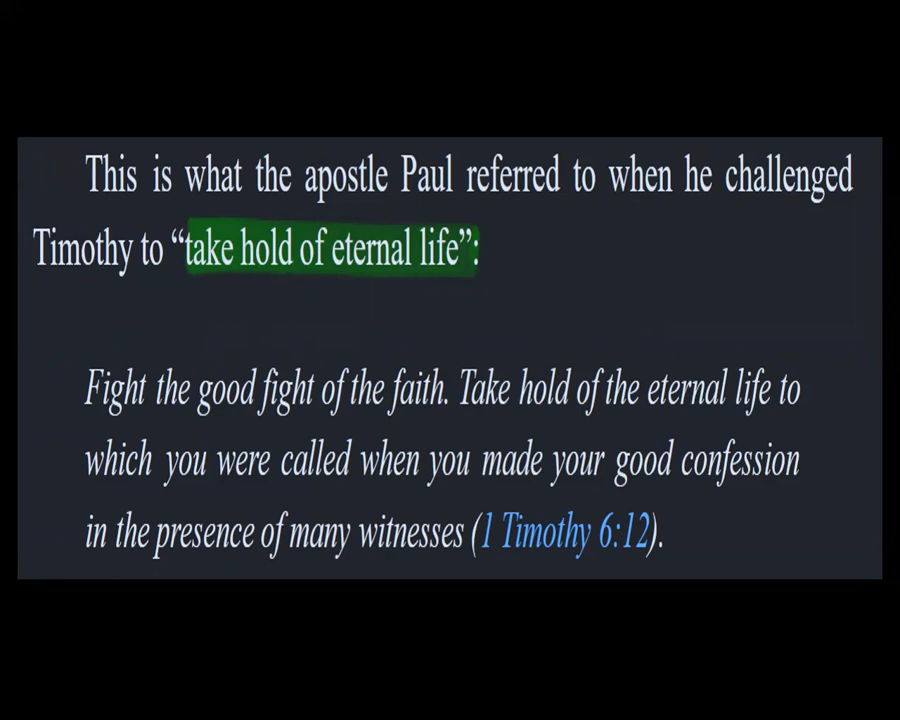 This is what the apostle Paul referred to when he challenged
Timothy to “take hold of eternal life”:
Fight the good fight of the faith. Take hold of the eternal life to
which you were called when you made your good confession
in the presence of many witnesses (1 Timothy 6:12).